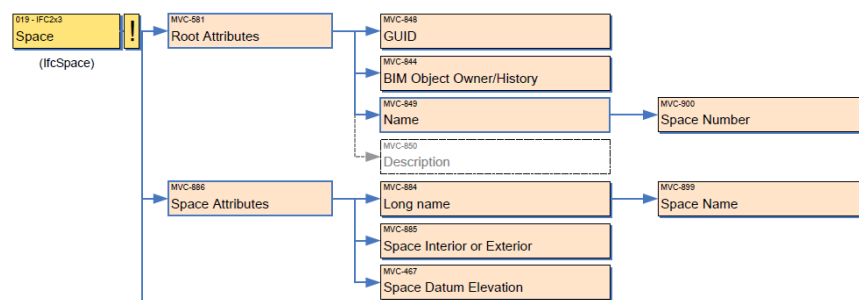 019 - IFC2x3
Space
!
(IfcSpace)
MVC-581
Root Attributes
MVC-848
GUID
MVC-844
BIM Object Owner/History
MVC-849
Name
MVC-900
Space Number
MVC-850
Description
MVC-886
Space Attributes
MVC-884
Long name
MVC-899
Space Name
MVC-885
Space Interior or Exterior
MVC-467
Space Datum Elevation